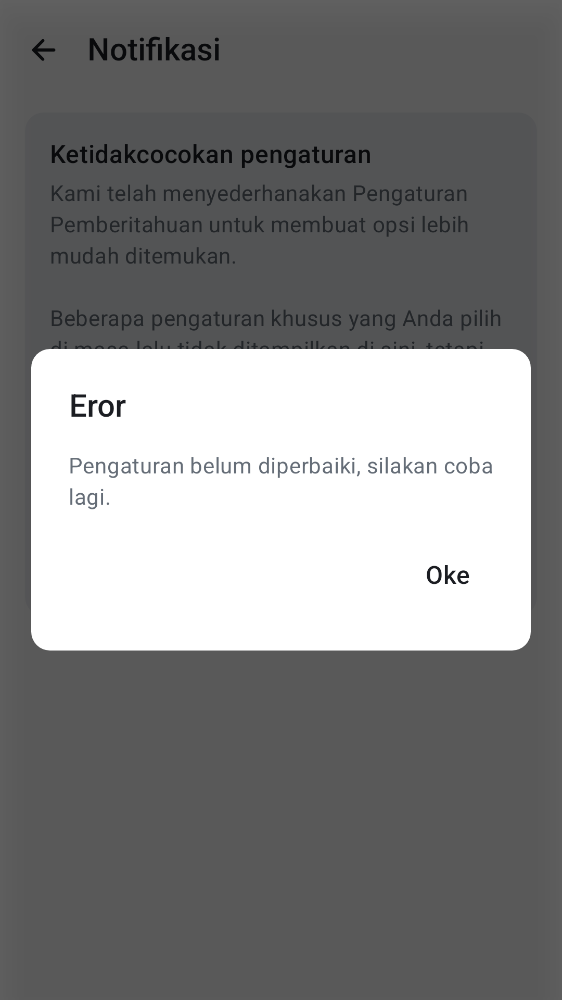 Notifikasi
Ketidakcocokan pengaturan
Kami telah menyederhanakan Pengaturan
Pemberitahuan untuk membuat opsi lebih
mudah ditemukan.
Beberapa pengaturan khusus yang Anda pilih
Eror
Pengaturan belum diperbaiki, silakan coba
lagi.
Oke